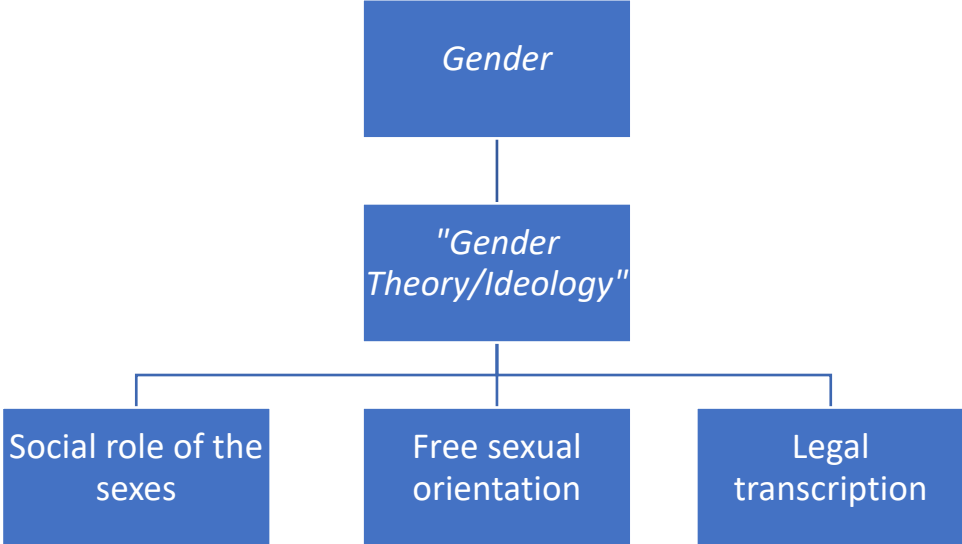 Gender
"Gender
Theory/Ideology"
Social role of the
sexes
Free sexual
orientation
Legal
transcription